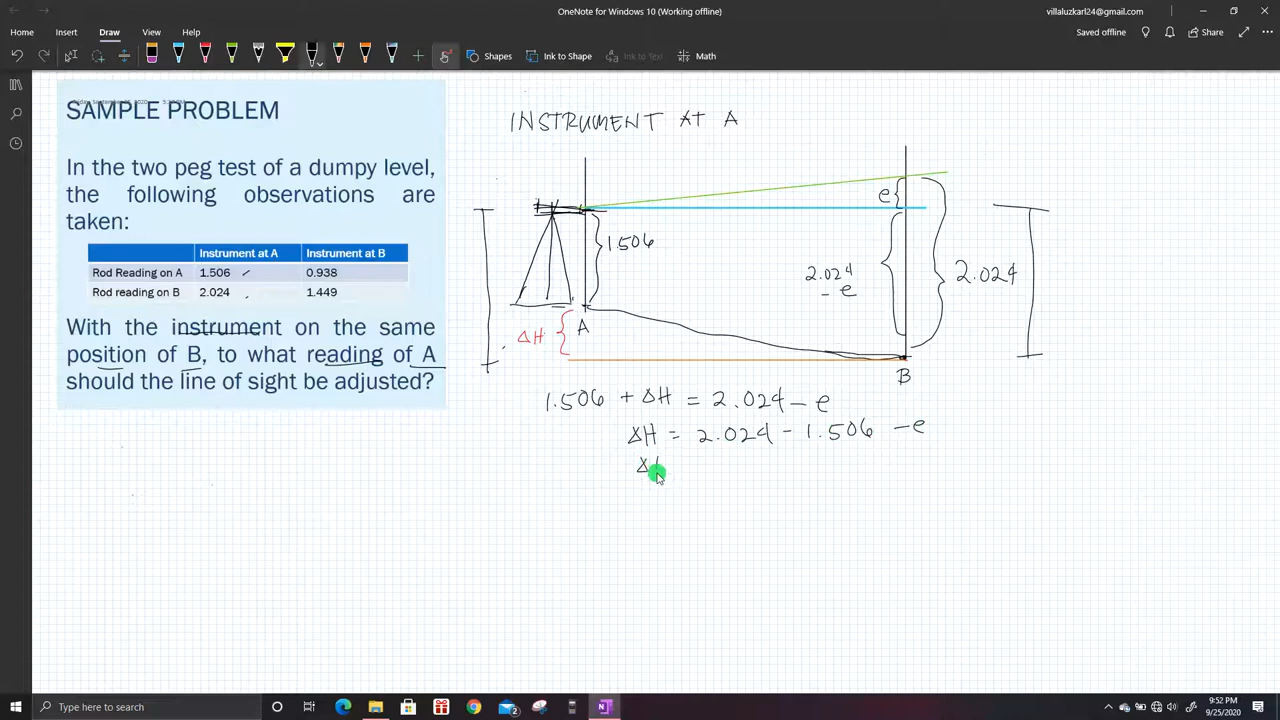 OneNote for Windows 10 (Working offline)
villaluzkarl24@gmail.com
Home Insert Draw View Help
Saved offline
Share
Shapes
Ink to Shape
Ink to Text
Math
SAMPLE PROBLEM
In the two peg test of a dumpy level,
the following observations are
taken:
Instrument at A Instrument at B
Rod Reading on A 1.506 0.938
Rod reading on B 2.024 1.449
With the instrument on the same
position of B, to what reading of A
should the line of sight be adjusted?
INSTRUMENT AT A
e
1.506
2.024
- e
2.024
ΔH
A
B
1.506 + ΔH = 2.024 - e
ΔH = 2.024 - 1.506 - e
Type here to search
9:52 PM
9/25/2020